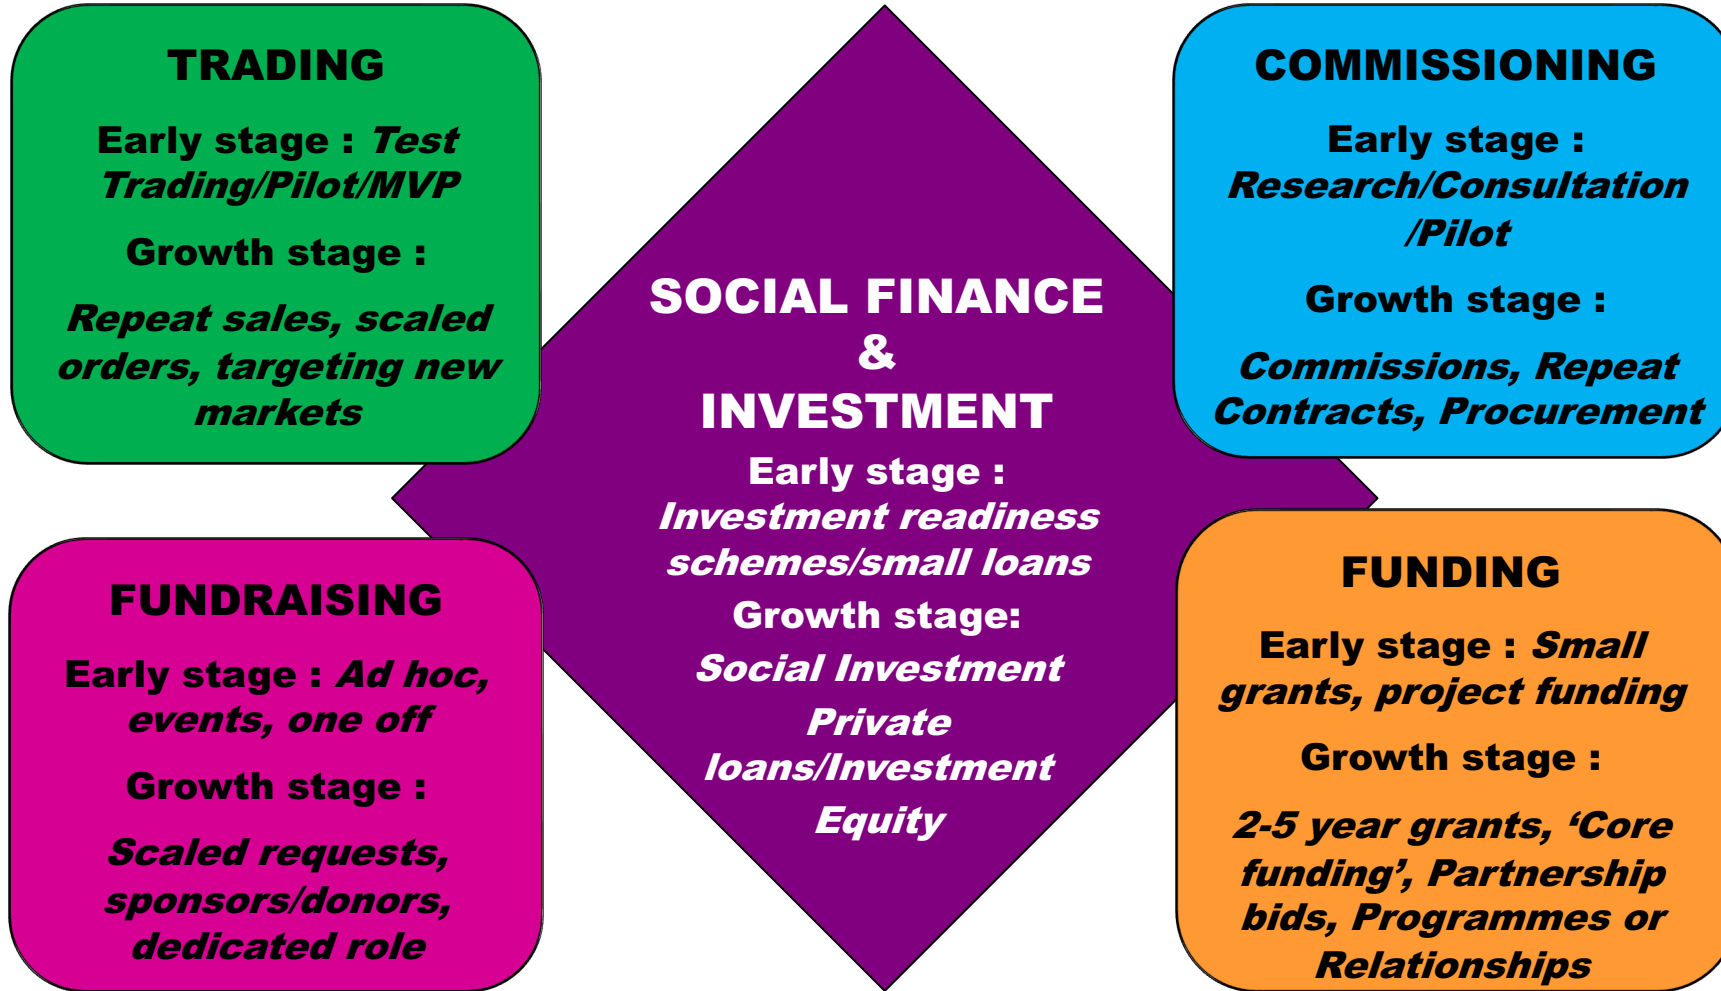 TRADING
Early stage : Test
Trading/Pilot/MVP
Growth stage :
Repeat sales, scaled
orders, targeting new
markets
COMMISSIONING
Early stage :
Research/Consultation
/Pilot
Growth stage :
Commissions, Repeat
Contracts, Procurement
SOCIAL FINANCE
&
INVESTMENT
Early stage :
Investment readiness
schemes/small loans
Growth stage:
Social Investment
Private
loans/Investment
Equity
FUNDRAISING
Early stage : Ad hoc,
events, one off
Growth stage :
Scaled requests,
sponsors/donors,
dedicated role
FUNDING
Early stage : Small
grants, project funding
Growth stage :
2-5 year grants, ‘Core
funding’, Partnership
bids, Programmes or
Relationships